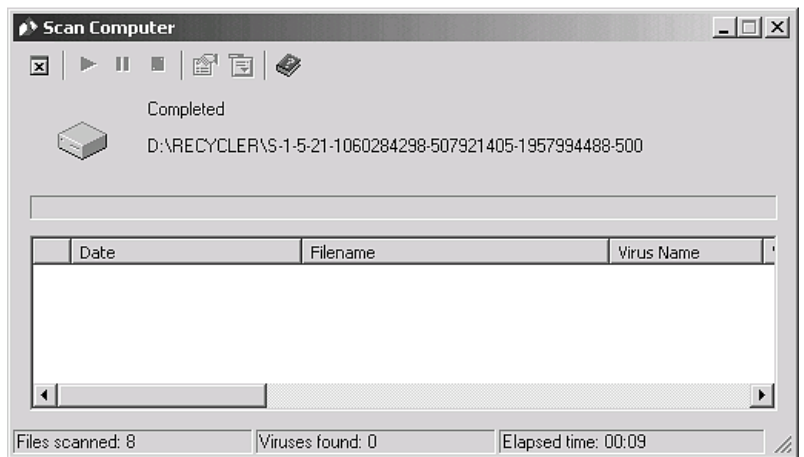 Scan Computer
Completed
D:\RECYCLER\S-1-5-21-1060284298-507921405-1957994488-500
Date Filename Virus Name
Files scanned: 8 Viruses found: 0 Elapsed time: 00:09